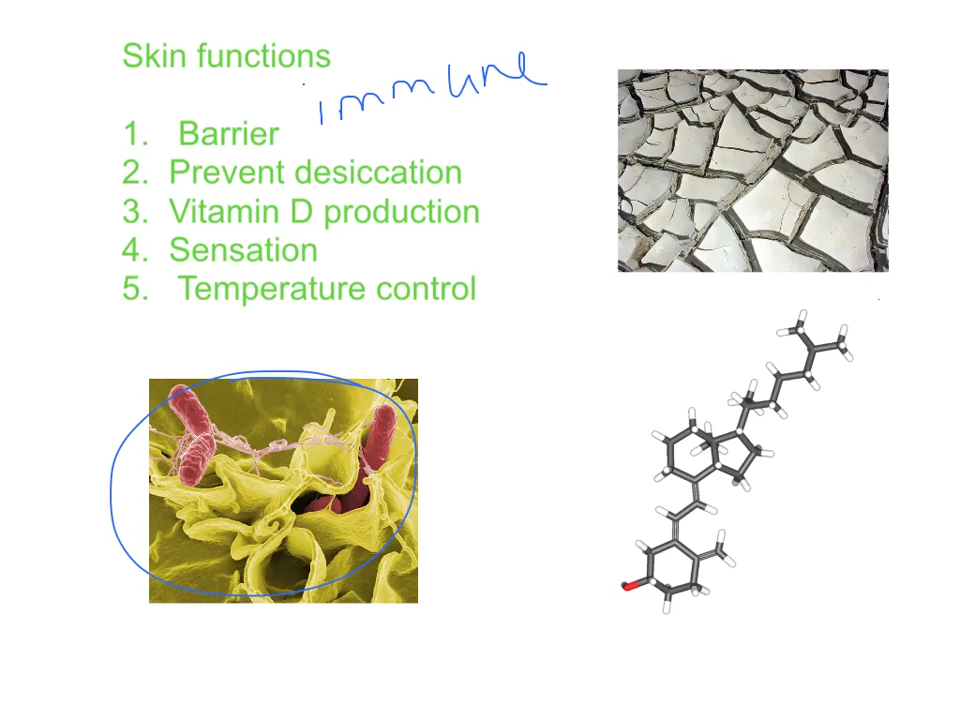 Skin functions
immune
1. Barrier
2. Prevent desiccation
3. Vitamin D production
4. Sensation
5. Temperature control